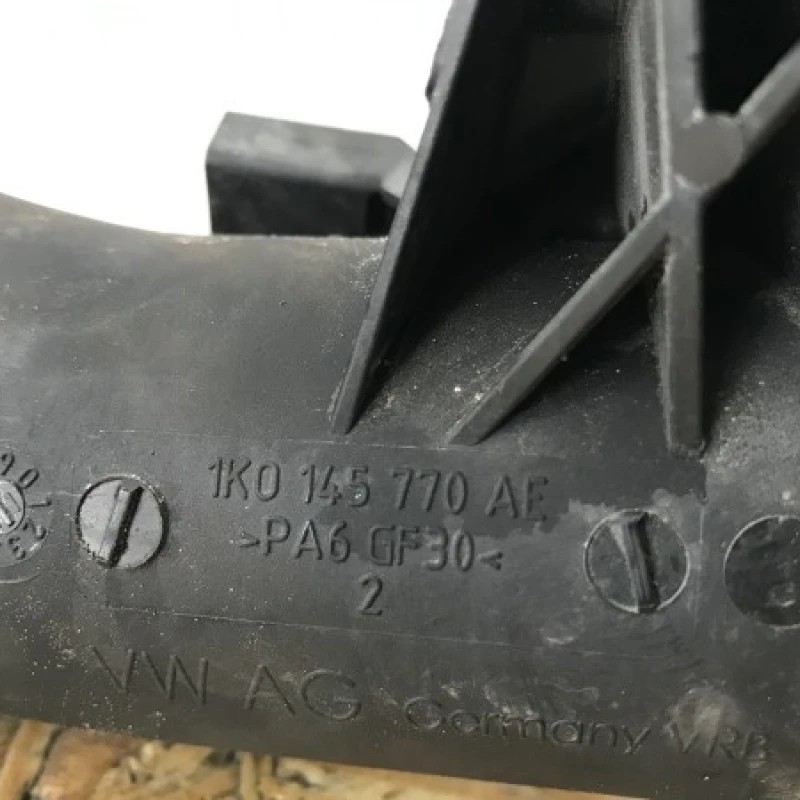 1K0 145 770 AE
>PA6 GF30<
2
VW AG Germany VRB